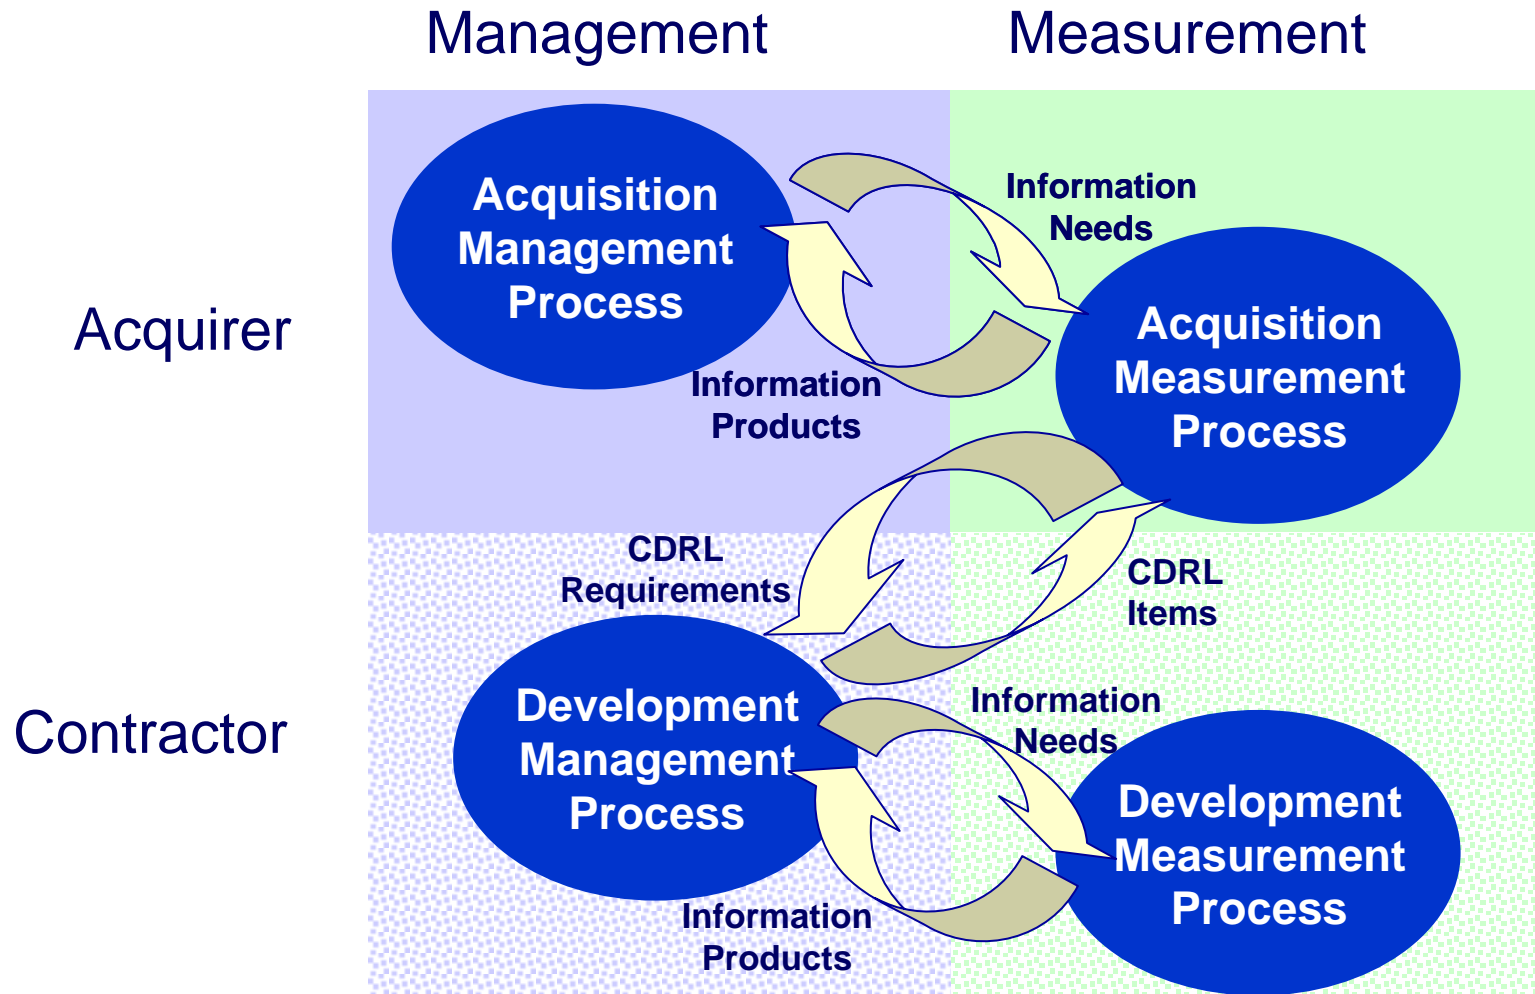 Management
Measurement
Acquirer
Acquisition
Management
Process
Information
Needs
Acquisition
Measurement
Process
Information
Products
CDRL
Requirements
CDRL
Items
Contractor
Development
Management
Process
Information
Needs
Development
Measurement
Process
Information
Products